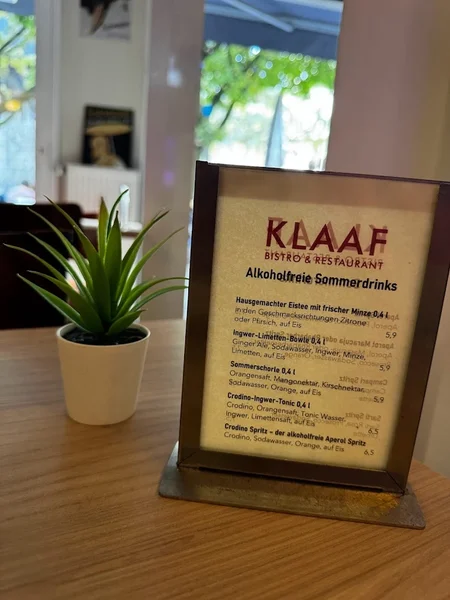 KLAAF
BISTRO & RESTAURANT
Alkoholfreie Sommerdrinks
Hausgemachter Eistee mit frischer Minze 0,4 l
in den Geschmacksrichtungen Zitrone
oder Pfirsich, auf Eis 5,9
Ingwer-Limetten-Bowle 0,4 l
Ginger Ale, Sodawasser, Ingwer, Minze,
Limetten, auf Eis 5,9
Sommerschorle 0,4 l
Orangensaft, Mangonektar, Kirschnektar,
Sodawasser, Orange, auf Eis 6,5
Crodino-Ingwer-Tonic 0,4 l
Crodino, Orangensaft, Tonic Wasser,
Ingwer, Limettensaft, auf Eis 6,5
Crodino Spritz – der alkoholfreie Aperol Spritz
Crodino, Sodawasser, Orange, auf Eis 6,5